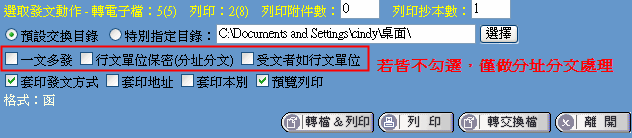 選取發文動作 - 轉電子檔：5(5) 列印：2(8) 列印附件數：0 列印抄本數：1
預設交換目錄 特別指定目錄：C:\Documents and Settings\cindy\桌面\ 選擇
一文多發 行文單位保密(分址分文) 受文者如行文單位 若皆不勾選，僅做分址分文處理
套印發文方式 套印地址 套印本別 預覽列印
格式：函
轉檔&列印 列 印 轉交換檔 離 開